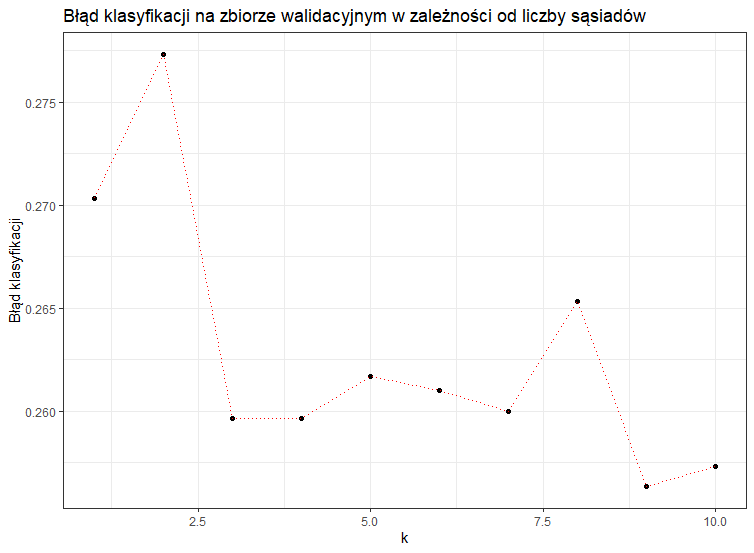 Błąd klasyfikacji na zbiorze walidacyjnym w zależności od liczby sąsiadów
Błąd klasyfikacji
0.275
0.270
0.265
0.260
2.5
5.0
7.5
10.0
k